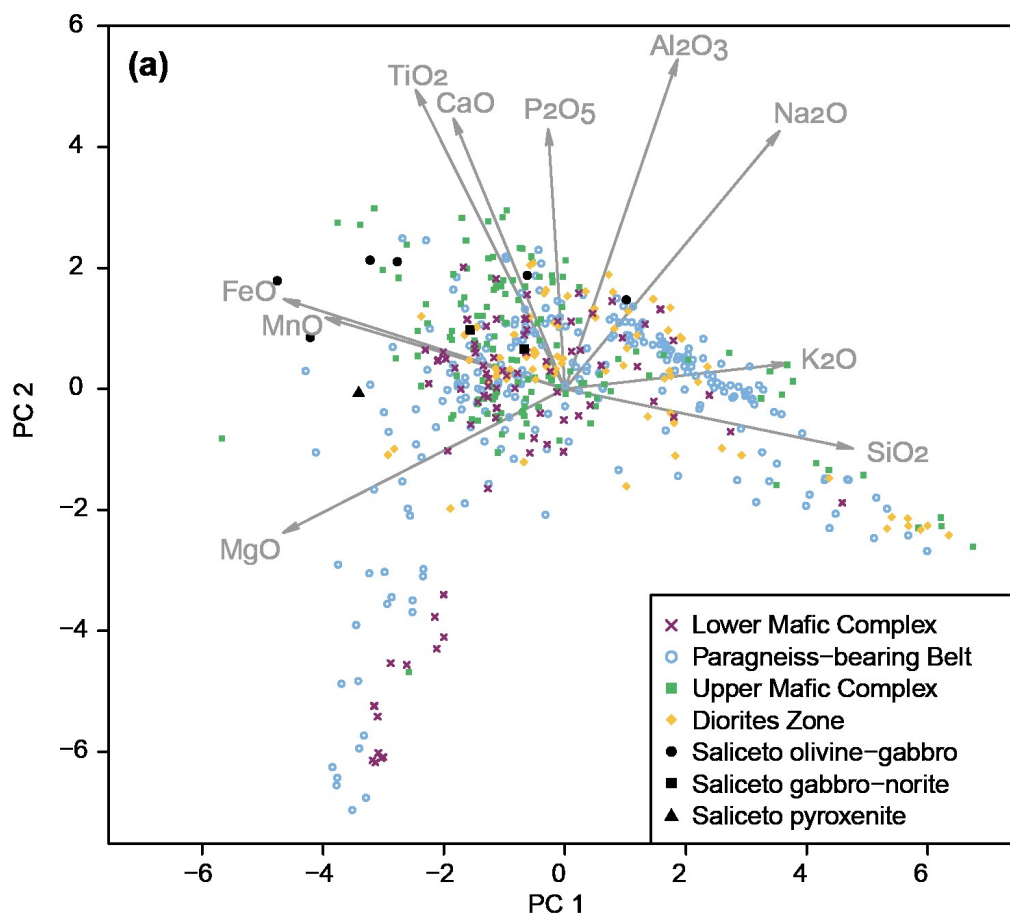 6
(a)
Al2O3
TiO2
CaO
P2O5
Na2O
4
2
FeO
MnO
K2O
0
PC 2
SiO2
−2
MgO
−4
Lower Mafic Complex
Paragneiss−bearing Belt
Upper Mafic Complex
Diorites Zone
−6
Saliceto olivine−gabbro
Saliceto gabbro−norite
Saliceto pyroxenite
−6 −4 −2 0 2 4 6
PC 1